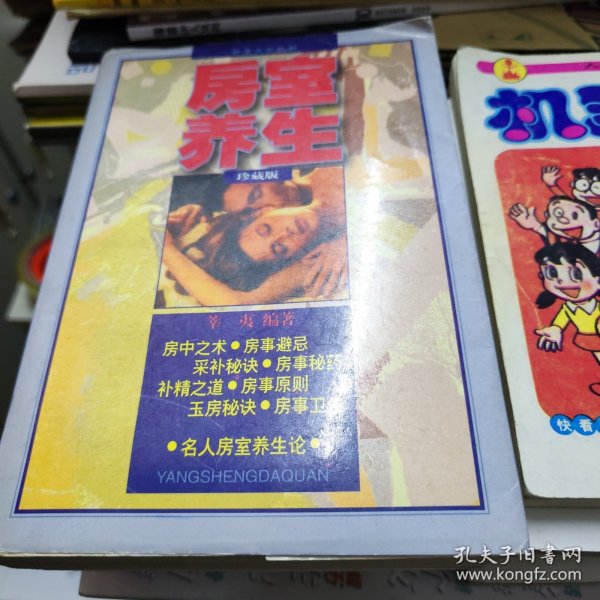 房室
养生
珍藏版
莘 夷 编著
房中之术●房事避忌
采补秘诀●房事秘药
补精之道●房事原则
玉房秘诀●房事卫
●名人房室养生论●
YANGSHENGDAQUAN
机
快看
孔夫子旧书网
www.kongfz.com